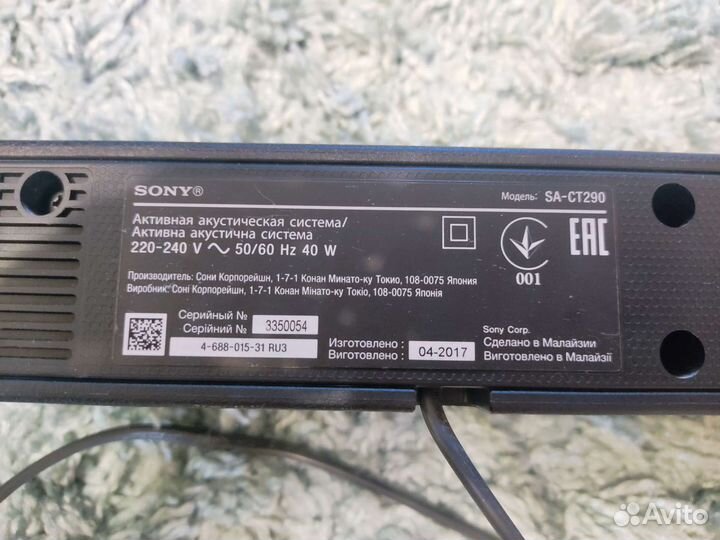 SONY®
Модель: SA-CT290
Активная акустическая система/
Активна акустична система
220-240 V ~ 50/60 Hz 40 W
001
EAC
Производитель: Сони Корпорейшн, 1-7-1 Конан Минато-ку Токио, 108-0075 Япония
Виробник: Соні Корпорейшн, 1-7-1 Конан Мінато-ку Токіо, 108-0075 Японія
Серийный №
Серійний № 3350054
4-688-015-31 RU3
Изготовлено :
Виготовлено : 04-2017
Sony Corp.
Сделано в Малайзии
Виготовлено в Малайзії
Avito